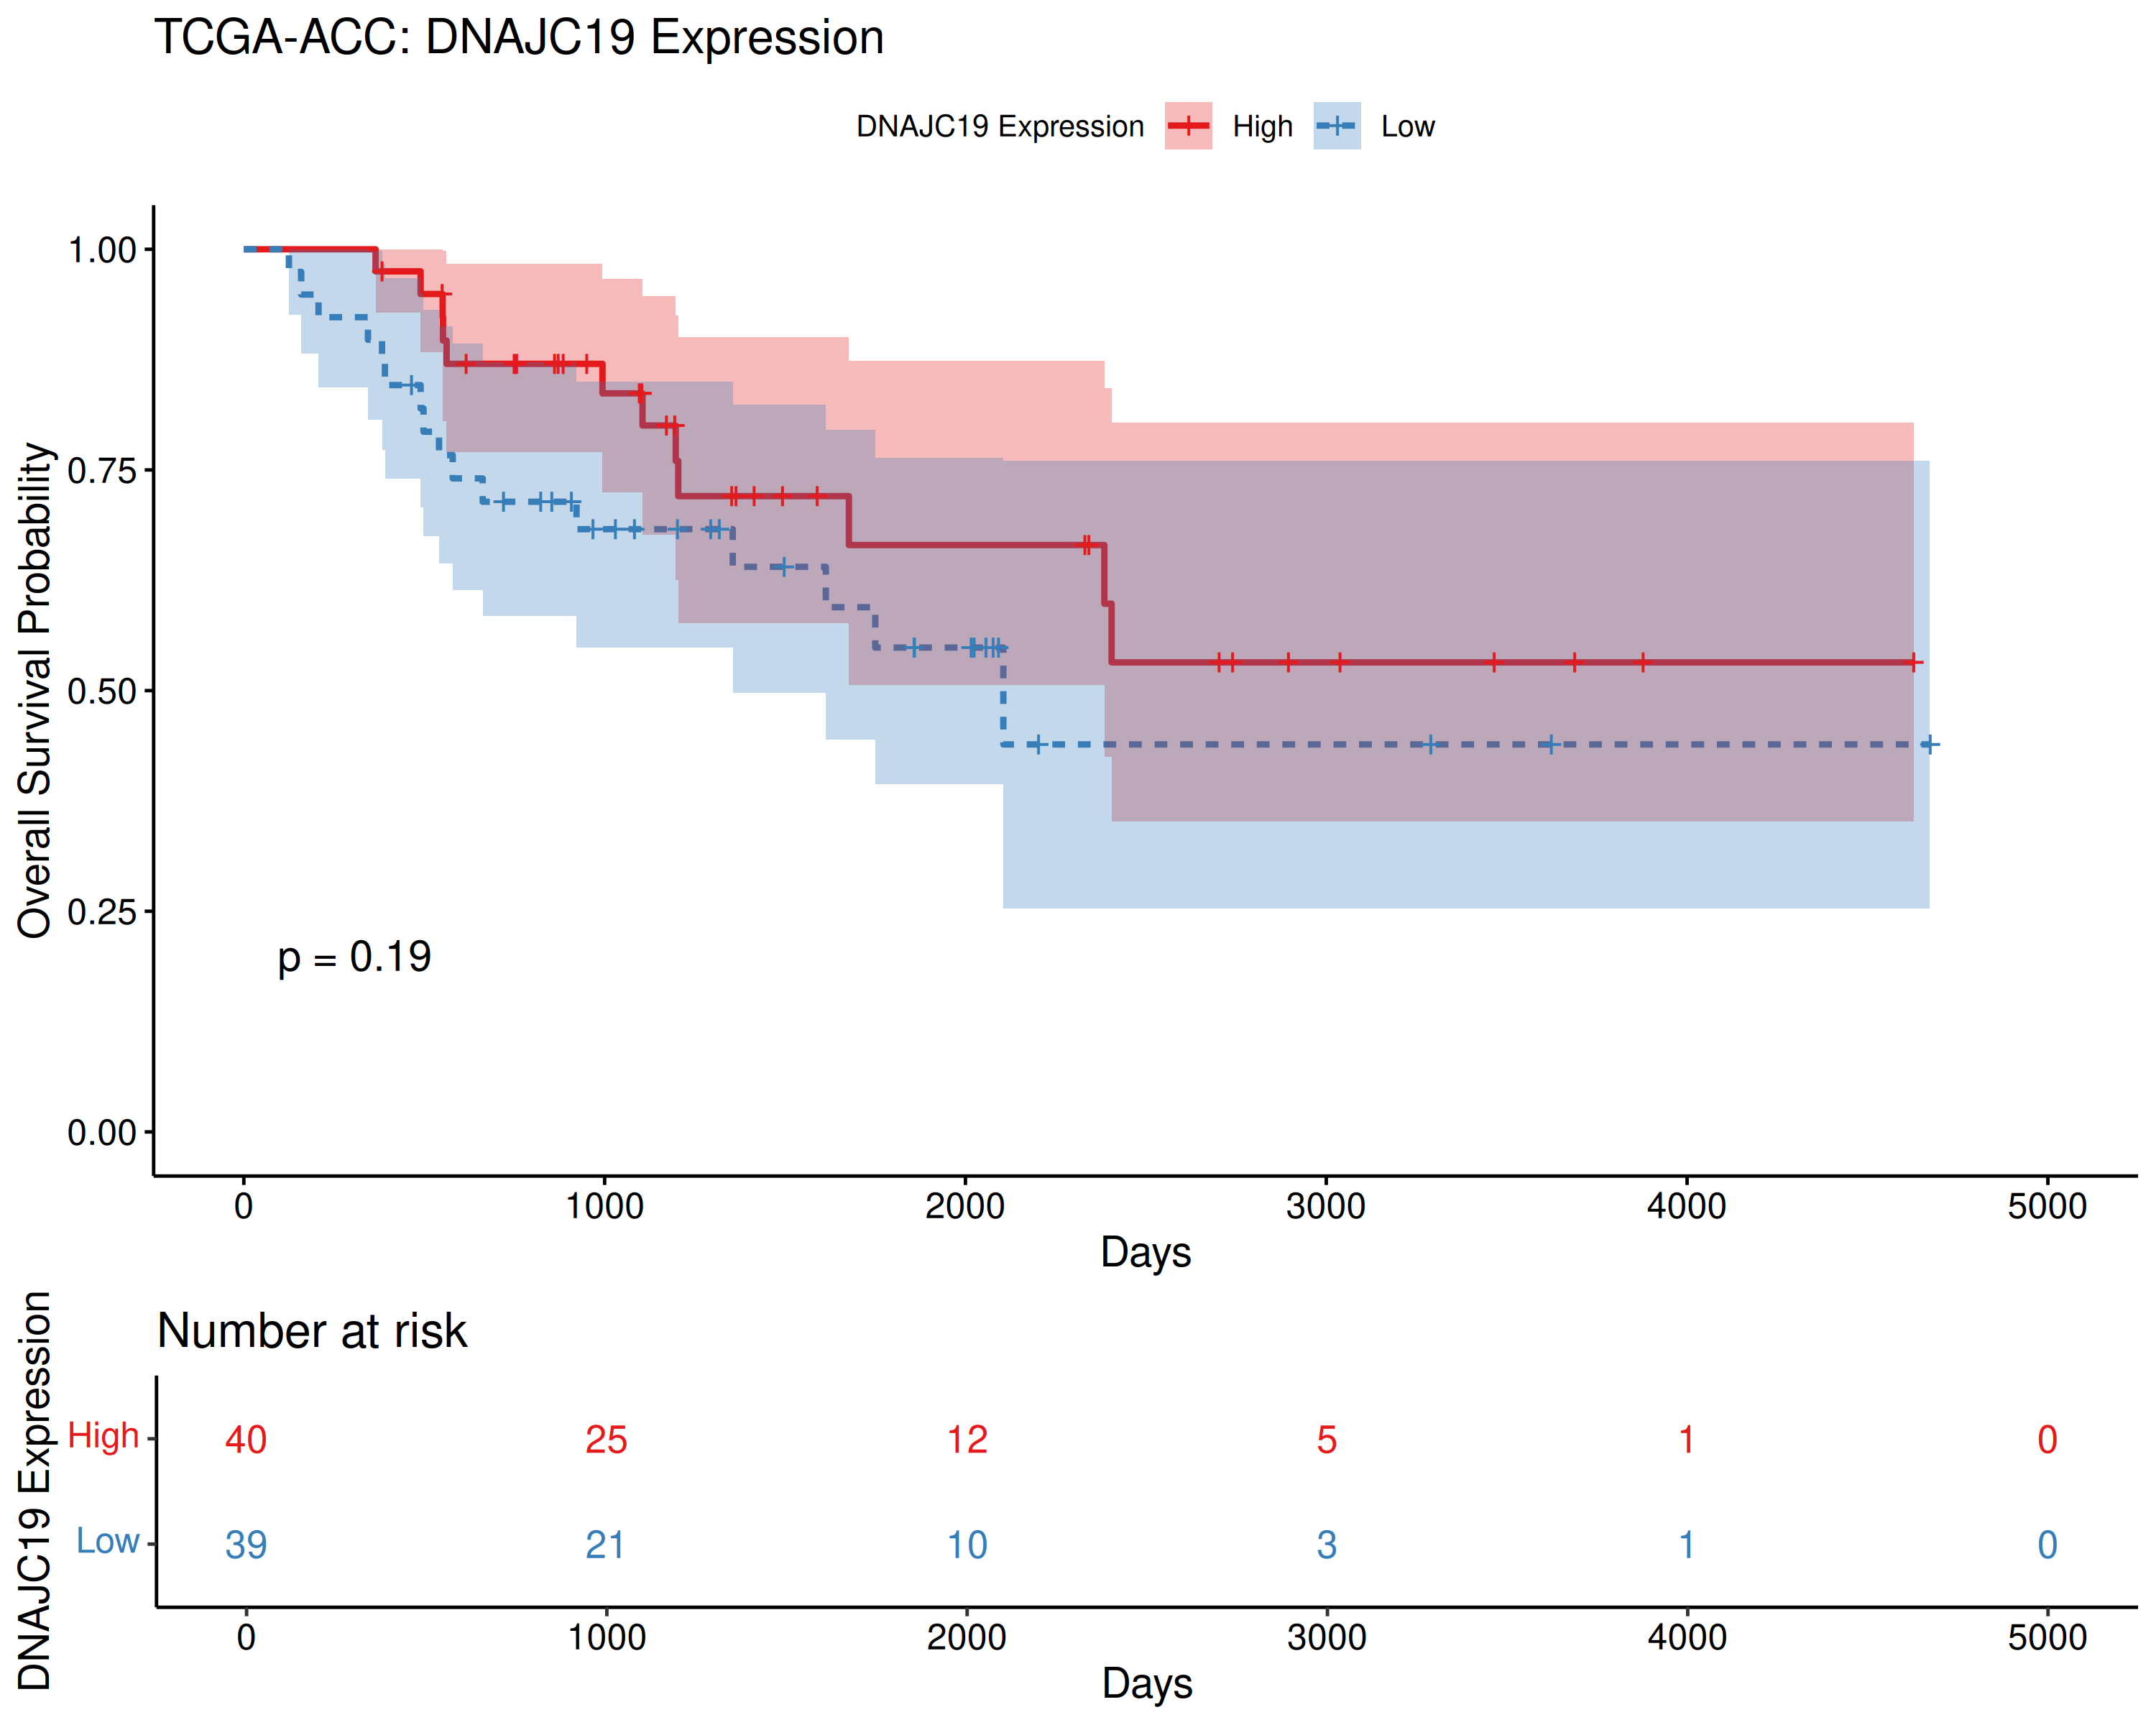 TCGA-ACC: DNAJC19 Expression
DNAJC19 Expression High Low
Overall Survival Probability
1.00
0.75
0.50
0.25
0.00
p = 0.19
0 1000 2000 3000 4000 5000
Days
Number at risk
DNAJC19 Expression
High 40 25 12 5 1 0
Low 39 21 10 3 1 0
0 1000 2000 3000 4000 5000
Days